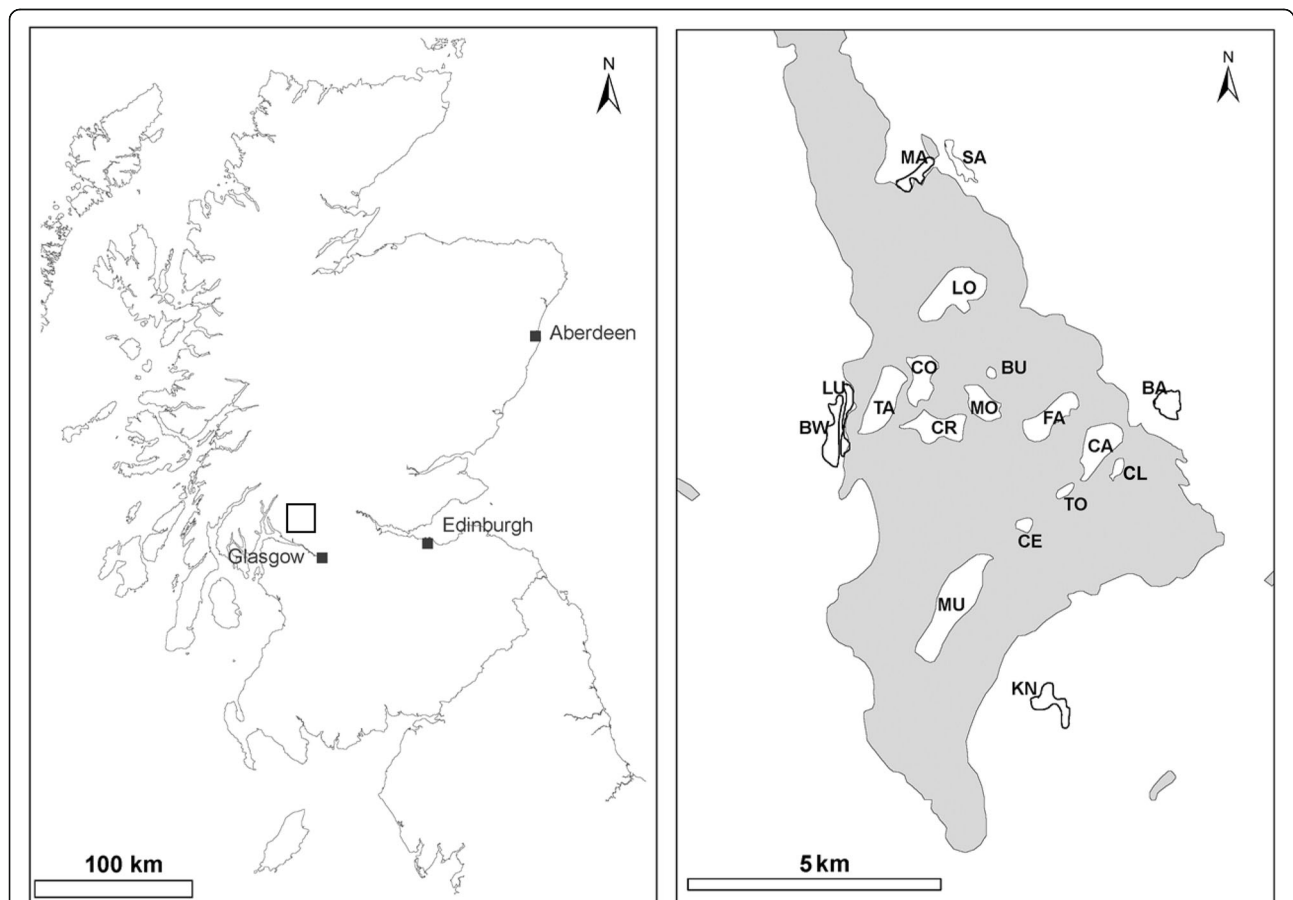 N
Aberdeen
Edinburgh
Glasgow
100 km
N
MA
SA
LO
CO
BU
LU
TA
MO
BA
BW
CR
FA
CA
CL
TO
CE
MU
KN
5 km